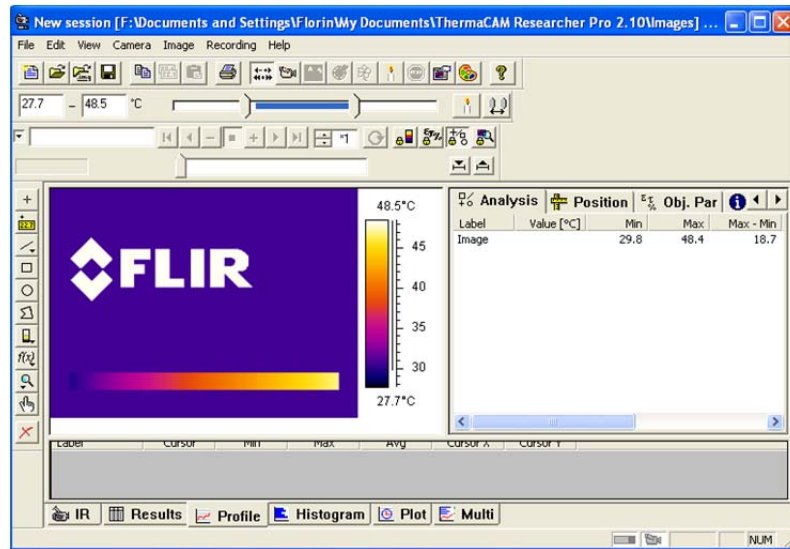 New session [F:\Documents and Settings\Florin\My Documents\ThermaCAM Researcher Pro 2.10\Images] ...
File Edit View Camera Image Recording Help
27.7 – 48.5 °C
*1
48.5°C
45
40
35
30
27.7°C
FLIR
Analysis Position Obj. Par
Label Value [°C] Min Max Max - Min
Image 29.8 48.4 18.7
f(x)
Label Cursor Min Max Avg Cursor X Cursor Y
IR Results Profile Histogram Plot Multi
NUM